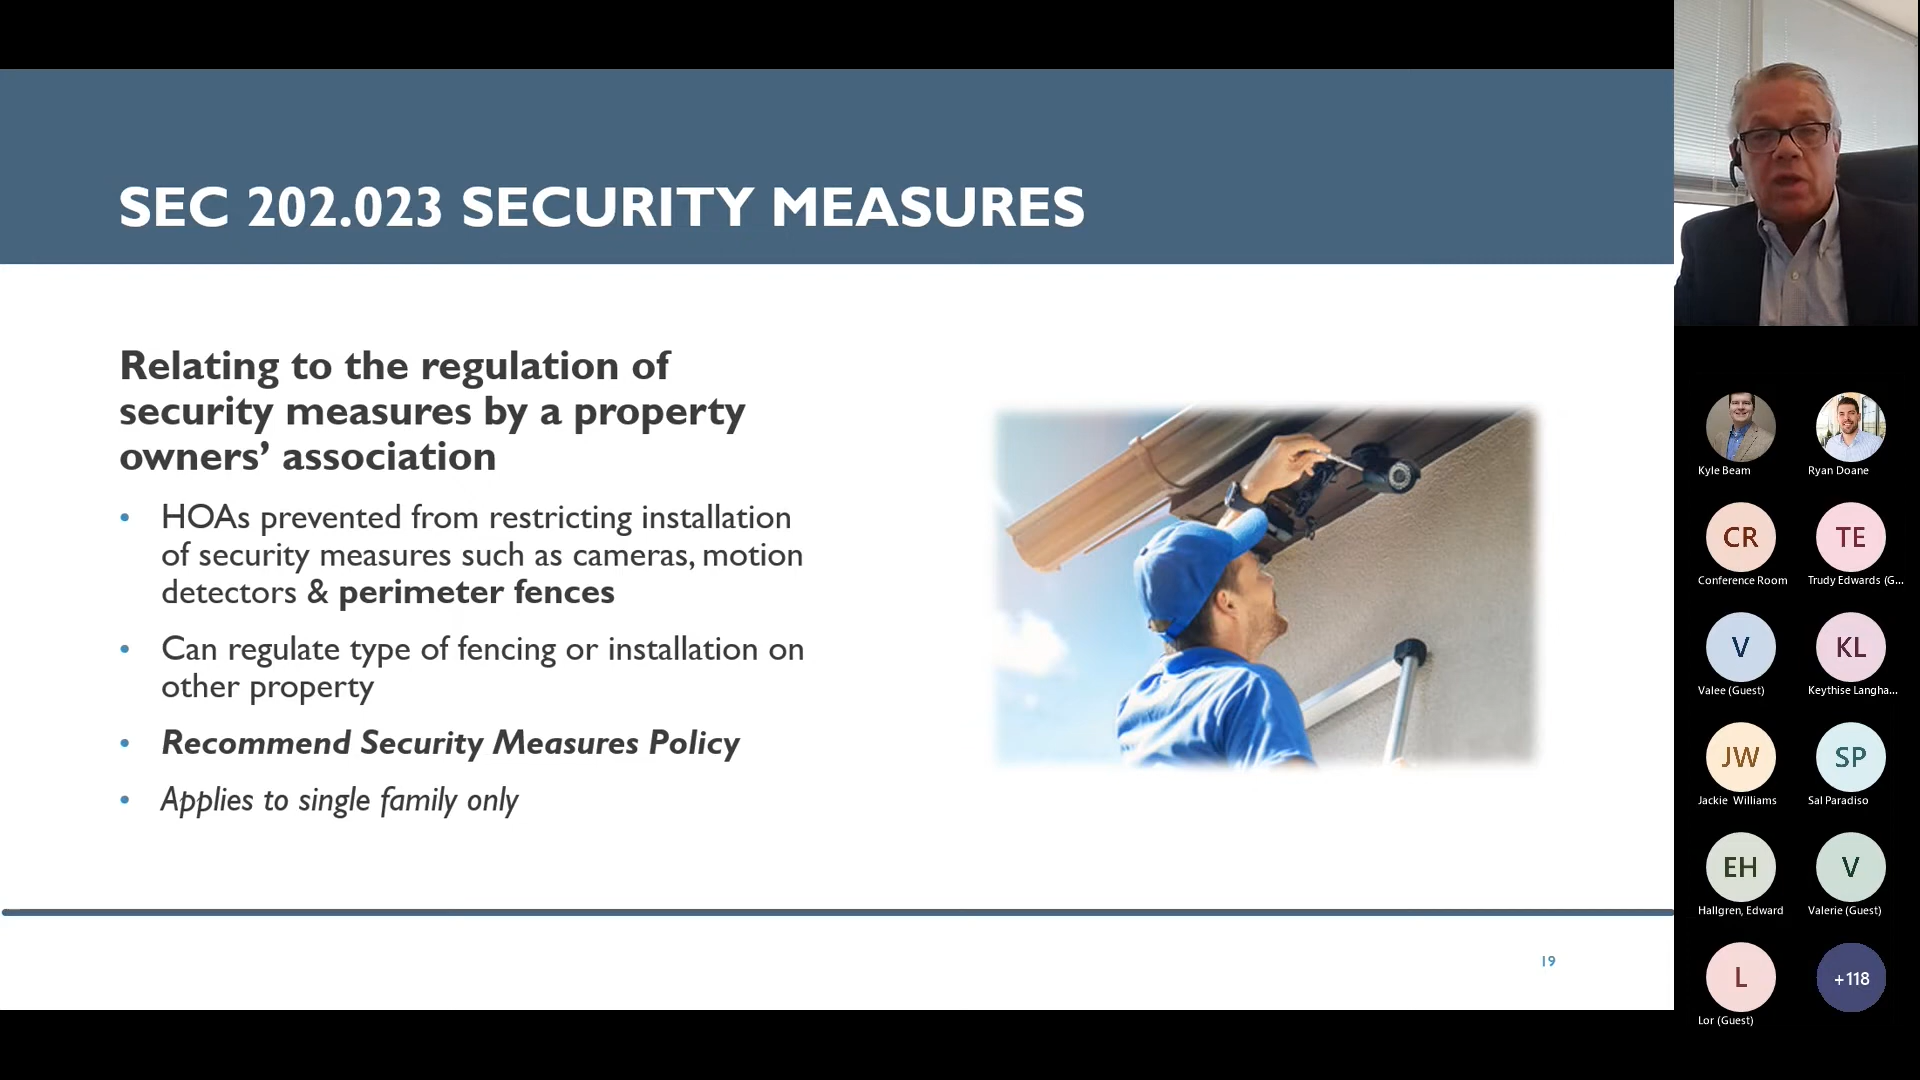 SEC 202.023 SECURITY MEASURES
Relating to the regulation of
security measures by a property
owners’ association
• HOAs prevented from restricting installation
of security measures such as cameras, motion
detectors & perimeter fences
• Can regulate type of fencing or installation on
other property
• Recommend Security Measures Policy
• Applies to single family only
19
Kyle Beam
Ryan Doane
CR
TE
Conference Room
Trudy Edwards (G...
V
KL
Valee (Guest)
Keythise Langha...
JW
SP
Jackie Williams
Sal Paradiso
EH
V
Hallgren, Edward
Valerie (Guest)
L
+118
Lor (Guest)